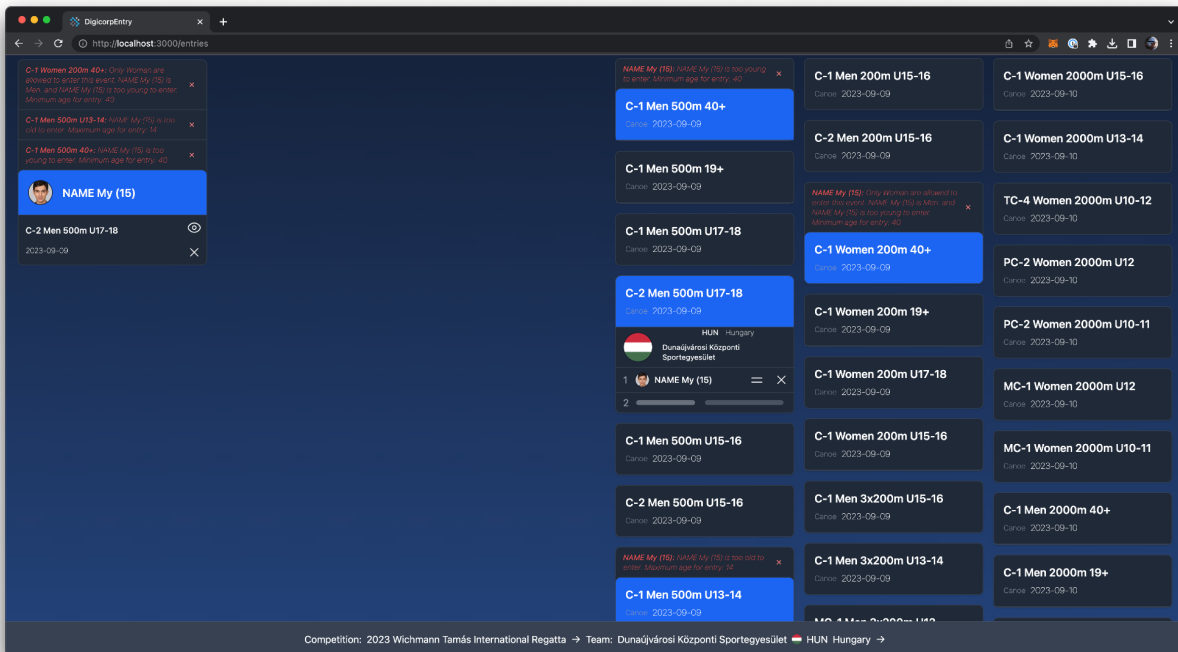 DigicorpEntry
http://localhost:3000/entries
C-1 Women 200m 40+: Only Woman are
allowed to enter this event. NAME My (15) is
Men. and NAME My (15) is too young to enter.
Minimum age for entry: 40
C-1 Men 500m U13-14: NAME My (15) is too
old to enter. Maximum age for entry: 14
C-1 Men 500m 40+: NAME My (15) is too
young to enter. Minimum age for entry: 40
NAME My (15)
C-2 Men 500m U17-18
2023-09-09
NAME My (15): NAME My (15) is too young
to enter. Minimum age for entry: 40
C-1 Men 500m 40+
Canoe 2023-09-09
C-1 Men 500m 19+
Canoe 2023-09-09
C-1 Men 500m U17-18
Canoe 2023-09-09
C-2 Men 500m U17-18
Canoe 2023-09-09
HUN Hungary
Dunaújvárosi Központi
Sportegyesület
1 NAME My (15)
2
C-1 Men 500m U15-16
Canoe 2023-09-09
C-2 Men 500m U15-16
Canoe 2023-09-09
NAME My (15): NAME My (15) is too old to
enter. Maximum age for entry: 14
C-1 Men 500m U13-14
Canoe 2023-09-09
C-1 Men 200m U15-16
Canoe 2023-09-09
C-2 Men 200m U15-16
Canoe 2023-09-09
NAME My (15): Only Woman are allowed to
enter this event. NAME My (15) is Men. and
NAME My (15) is too young to enter.
Minimum age for entry: 40
C-1 Women 200m 40+
Canoe 2023-09-09
C-1 Women 200m 19+
Canoe 2023-09-09
C-1 Women 200m U17-18
Canoe 2023-09-09
C-1 Women 200m U15-16
Canoe 2023-09-09
C-1 Men 3x200m U15-16
Canoe 2023-09-09
C-1 Men 3x200m U13-14
Canoe 2023-09-09
C-1 Women 2000m U15-16
Canoe 2023-09-10
C-1 Women 2000m U13-14
Canoe 2023-09-10
TC-4 Women 2000m U10-12
Canoe 2023-09-10
PC-2 Women 2000m U12
Canoe 2023-09-10
PC-2 Women 2000m U10-11
Canoe 2023-09-10
MC-1 Women 2000m U12
Canoe 2023-09-10
MC-1 Women 2000m U10-11
Canoe 2023-09-10
C-1 Men 2000m 40+
Canoe 2023-09-10
C-1 Men 2000m 19+
Canoe 2023-09-10
Competition: 2023 Wichmann Tamás International Regatta → Team: Dunaújvárosi Központi Sportegyesület HUN Hungary →